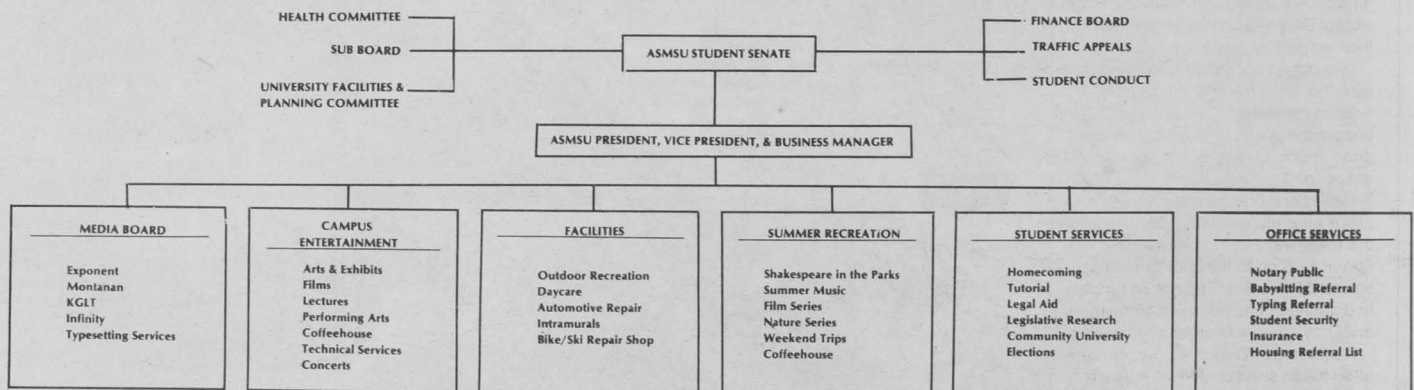 HEALTH COMMITTEE
SUB BOARD
UNIVERSITY FACILITIES &
PLANNING COMMITTEE
ASMSU STUDENT SENATE
FINANCE BOARD
TRAFFIC APPEALS
STUDENT CONDUCT
ASMSU PRESIDENT, VICE PRESIDENT, & BUSINESS MANAGER
MEDIA BOARD
Exponent
Montanan
KGLT
Infinity
Typesetting Services
CAMPUS
ENTERTAINMENT
Arts & Exhibits
Films
Lectures
Performing Arts
Coffeehouse
Technical Services
Concerts
FACILITIES
Outdoor Recreation
Daycare
Automotive Repair
Intramurals
Bike/Ski Repair Shop
SUMMER RECREATION
Shakespeare in the Parks
Summer Music
Film Series
Nature Series
Weekend Trips
Coffeehouse
STUDENT SERVICES
Homecoming
Tutorial
Legal Aid
Legislative Research
Community University
Elections
OFFICE SERVICES
Notary Public
Babysitting Referral
Typing Referral
Student Security
Insurance
Housing Referral List